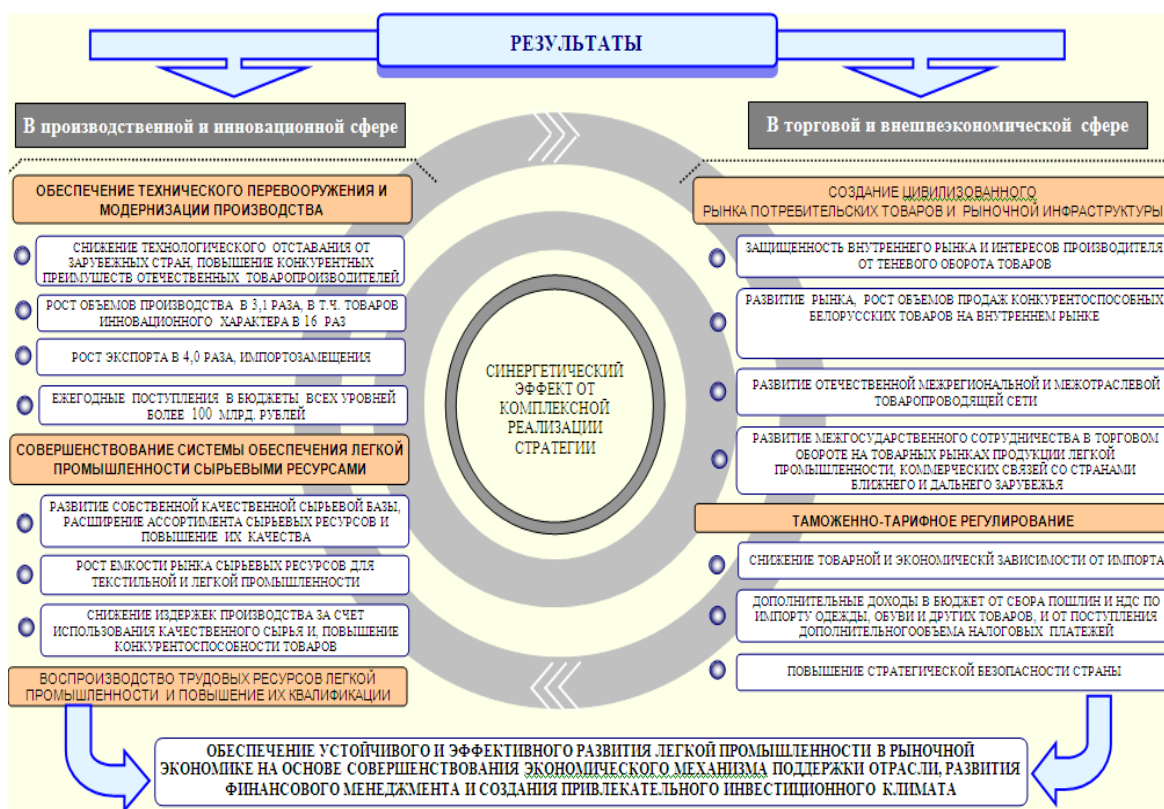 РЕЗУЛЬТАТЫ
В производственной и инновационной сфере
ОБЕСПЕЧЕНИЕ ТЕХНИЧЕСКОГО ПЕРЕВООРУЖЕНИЯ И
МОДЕРНИЗАЦИИ ПРОИЗВОДСТВА
СНИЖЕНИЕ ТЕХНОЛОГИЧЕСКОГО ОТСТАВАНИЯ ОТ
ЗАРУБЕЖНЫХ СТРАН, ПОВЫШЕНИЕ КОНКУРЕНТНЫХ
ПРЕИМУЩЕСТВ ОТЕЧЕСТВЕННЫХ ТОВАРОПРОИЗВОДИТЕЛЕЙ
РОСТ ОБЪЕМОВ ПРОИЗВОДСТВА В 3,1 РАЗА, В Т.Ч. ТОВАРОВ
ИННОВАЦИОННОГО ХАРАКТЕРА В 16 РАЗ
РОСТ ЭКСПОРТА В 4,0 РАЗА, ИМПОРТОЗАМЕЩЕНИЯ
ЕЖЕГОДНЫЕ ПОСТУПЛЕНИЯ В БЮДЖЕТЫ ВСЕХ УРОВНЕЙ
БОЛЕЕ 100 МЛРД. РУБЛЕЙ
СОВЕРШЕНСТВОВАНИЕ СИСТЕМЫ ОБЕСПЕЧЕНИЯ ЛЕГКОЙ
ПРОМЫШЛЕННОСТИ СЫРЬЕВЫМИ РЕСУРСАМИ
РАЗВИТИЕ СОБСТВЕННОЙ КАЧЕСТВЕННОЙ СЫРЬЕВОЙ БАЗЫ,
РАСШИРЕНИЕ АССОРТИМЕНТА СЫРЬЕВЫХ РЕСУРСОВ И
ПОВЫШЕНИЕ ИХ КАЧЕСТВА
РОСТ ЕМКОСТИ РЫНКА СЫРЬЕВЫХ РЕСУРСОВ ДЛЯ
ТЕКСТИЛЬНОЙ И ЛЕГКОЙ ПРОМЫШЛЕННОСТИ
СНИЖЕНИЕ ИЗДЕРЖЕК ПРОИЗВОДСТВА ЗА СЧЕТ
ИСПОЛЬЗОВАНИЯ КАЧЕСТВЕННОГО СЫРЬЯ И, ПОВЫШЕНИЕ
КОНКУРЕНТОСПОСОБНОСТИ ТОВАРОВ
ВОСПРОИЗВОДСТВО ТРУДОВЫХ РЕСУРСОВ ЛЕГКОЙ
ПРОМЫШЛЕННОСТИ И ПОВЫШЕНИЕ ИХ КВАЛИФИКАЦИИ
СИНЕРГЕТИЧЕСКИЙ
ЭФФЕКТ ОТ
КОМПЛЕКСНОЙ
РЕАЛИЗАЦИИ
СТРАТЕГИИ
В торговой и внешнеэкономической сфере
СОЗДАНИЕ ЦИВИЛИЗОВАННОГО
РЫНКА ПОТРЕБИТЕЛЬСКИХ ТОВАРОВ И РЫНОЧНОЙ ИНФРАСТРУКТУРЫ
ЗАЩИЩЕННОСТЬ ВНУТРЕННЕГО РЫНКА И ИНТЕРЕСОВ ПРОИЗВОДИТЕЛЯ
ОТ ТЕНЕВОГО ОБОРОТА ТОВАРОВ
РАЗВИТИЕ РЫНКА, РОСТ ОБЪЕМОВ ПРОДАЖ КОНКУРЕНТОСПОСОБНЫХ
БЕЛОРУССКИХ ТОВАРОВ НА ВНУТРЕННЕМ РЫНКЕ
РАЗВИТИЕ ОТЕЧЕСТВЕННОЙ МЕЖРЕГИОНАЛЬНОЙ И МЕЖОТРАСЛЕВОЙ
ТОВАРОПРОВОДЯЩЕЙ СЕТИ
РАЗВИТИЕ МЕЖГОСУДАРСТВЕННОГО СОТРУДНИЧЕСТВА В ТОРГОВОМ
ОБОРОТЕ НА ТОВАРНЫХ РЫНКАХ ПРОДУКЦИИ ЛЕГКОЙ
ПРОМЫШЛЕННОСТИ, КОММЕРЧЕСКИХ СВЯЗЕЙ СО СТРАНАМИ
БЛИЖНЕГО И ДАЛЬНЕГО ЗАРУБЕЖЬЯ
ТАМОЖЕННО-ТАРИФНОЕ РЕГУЛИРОВАНИЕ
СНИЖЕНИЕ ТОВАРНОЙ И ЭКОНОМИЧЕСКЙ ЗАВИСИМОСТИ ОТ ИМПОРТА
ДОПОЛНИТЕЛЬНЫЕ ДОХОДЫ В БЮДЖЕТ ОТ СБОРА ПОШЛИН И НДС ПО
ИМПОРТУ ОДЕЖДЫ, ОБУВИ И ДРУГИХ ТОВАРОВ, И ОТ ПОСТУПЛЕНИЯ
ДОПОЛНИТЕЛЬНОГООБЪЕМА НАЛОГОВЫХ ПЛАТЕЖЕЙ
ПОВЫШЕНИЕ СТРАТЕГИЧЕСКОЙ БЕЗОПАСНОСТИ СТРАНЫ
ОБЕСПЕЧЕНИЕ УСТОЙЧИВОГО И ЭФФЕКТИВНОГО РАЗВИТИЯ ЛЕГКОЙ ПРОМЫШЛЕННОСТИ В РЫНОЧНОЙ
ЭКОНОМИКЕ НА ОСНОВЕ СОВЕРШЕНСТВОВАНИЯ ЭКОНОМИЧЕСКОГО МЕХАНИЗМА ПОДДЕРЖКИ ОТРАСЛИ, РАЗВИТИЯ
ФИНАНСОВОГО МЕНЕДЖМЕНТА И СОЗДАНИЯ ПРИВЛЕКАТЕЛЬНОГО ИНВЕСТИЦИОННОГО КЛИМАТА